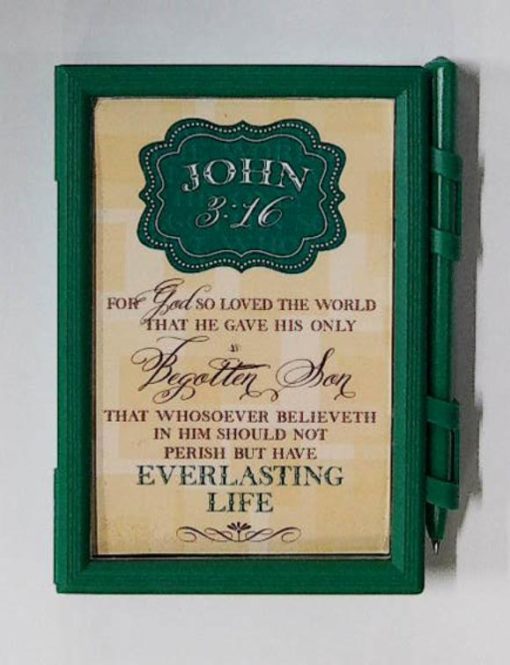 JOHN
3:16
FOR God SO LOVED THE WORLD
THAT HE GAVE HIS ONLY
Begotten Son
THAT WHOSOEVER BELIEVETH
IN HIM SHOULD NOT
PERISH BUT HAVE
EVERLASTING
LIFE